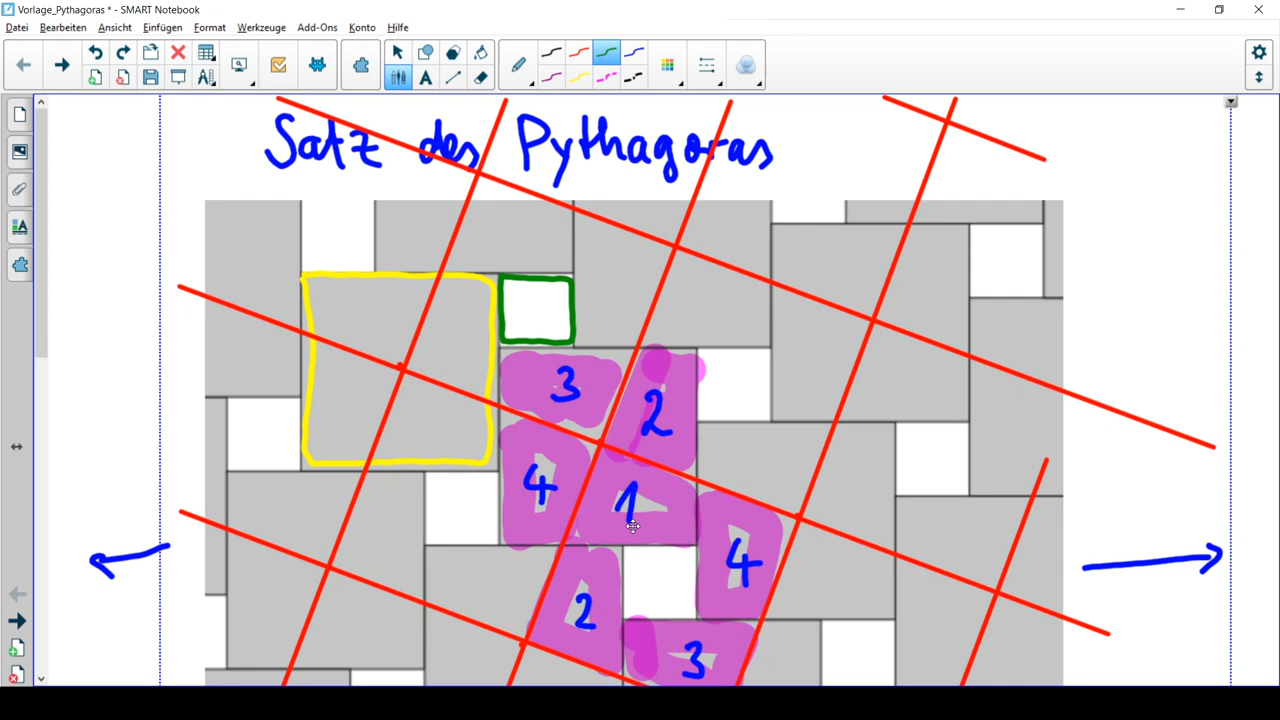 Vorlage_Pythagoras * - SMART Notebook
Datei Bearbeiten Ansicht Einfügen Format Werkzeuge Add-Ons Konto Hilfe
Satz des Pythagoras
3
2
4
1
4
2
3